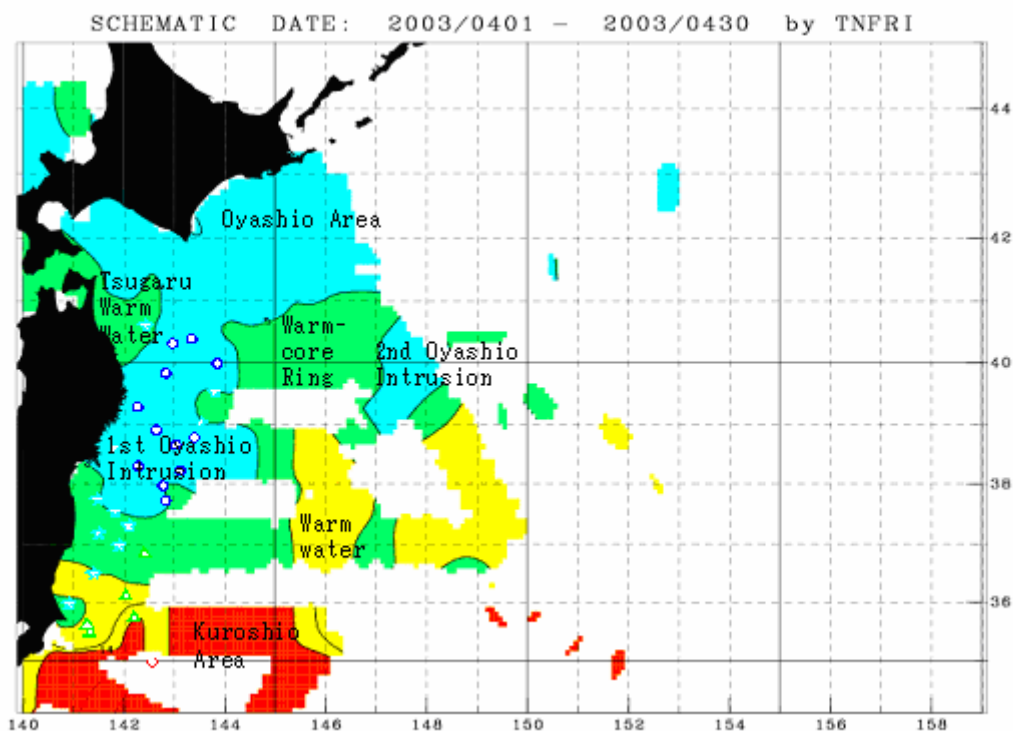 SCHEMATIC DATE: 2003/0401 - 2003/0430 by TNFRI
44
Oyashio Area
42
Tsugaru
Warm
Water
Warm-
core
Ring
2nd Oyashio
Intrusion
40
1st Oyashio
Intrusion
38
Warm
water
36
Kuroshio
Area
140 142 144 146 148 150 152 154 156 158